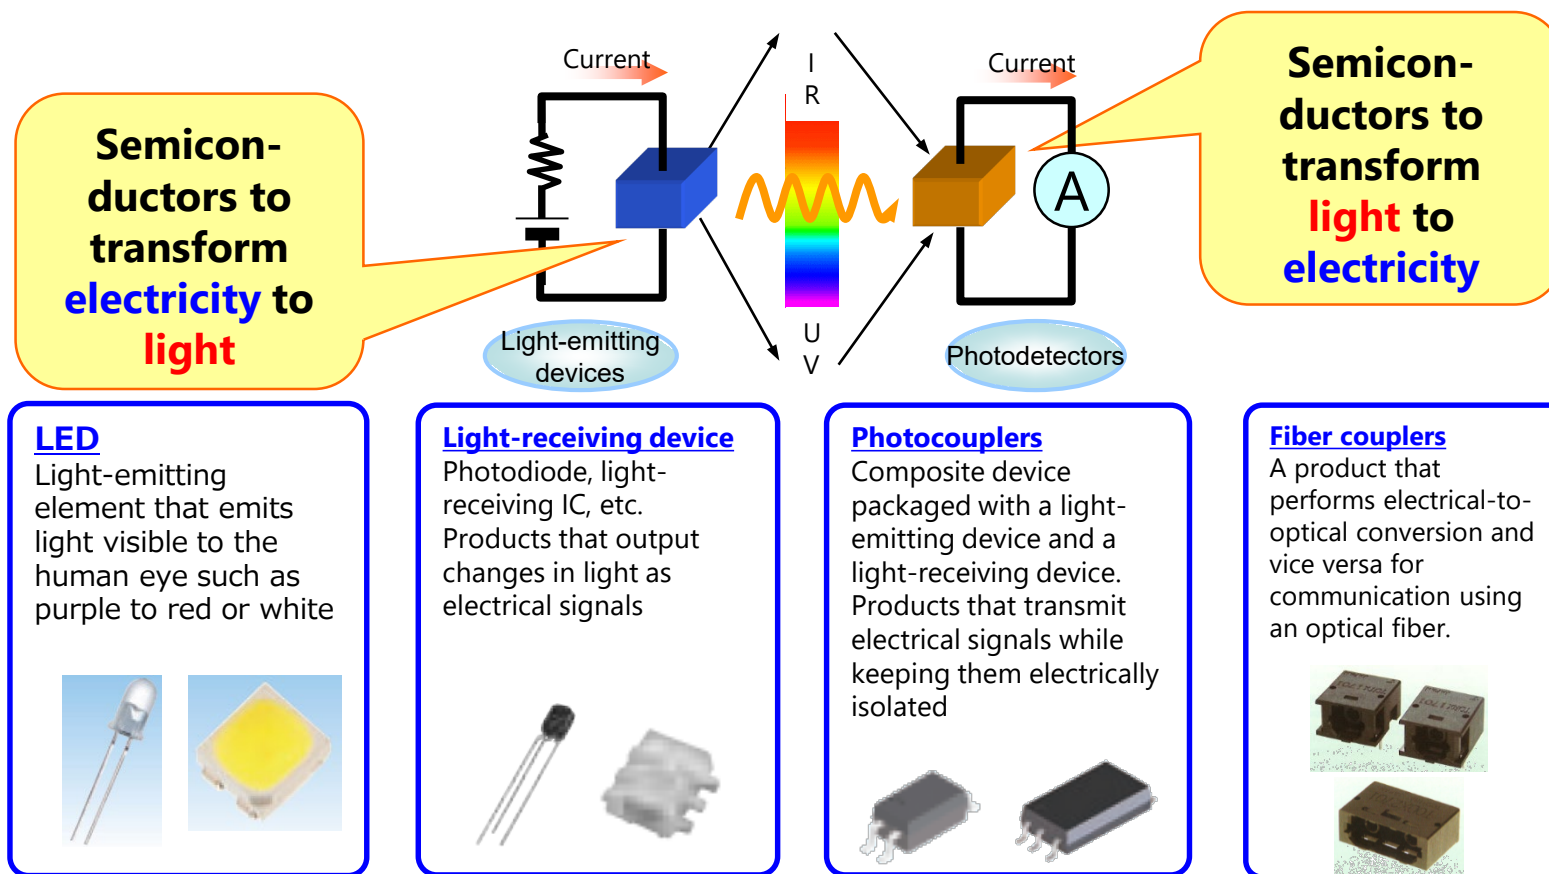 Semicon-
ductors to
transform
electricity to
light
Current
I
R
U
V
Light-emitting
devices
Current
A
Photodetectors
Semicon-
ductors to
transform
light to
electricity
LED
Light-emitting
element that emits
light visible to the
human eye such as
purple to red or white
Light-receiving device
Photodiode, light-
receiving IC, etc.
Products that output
changes in light as
electrical signals
Photocouplers
Composite device
packaged with a light-
emitting device and a
light-receiving device.
Products that transmit
electrical signals while
keeping them electrically
isolated
Fiber couplers
A product that
performs electrical-to-
optical conversion and
vice versa for
communication using
an optical fiber.